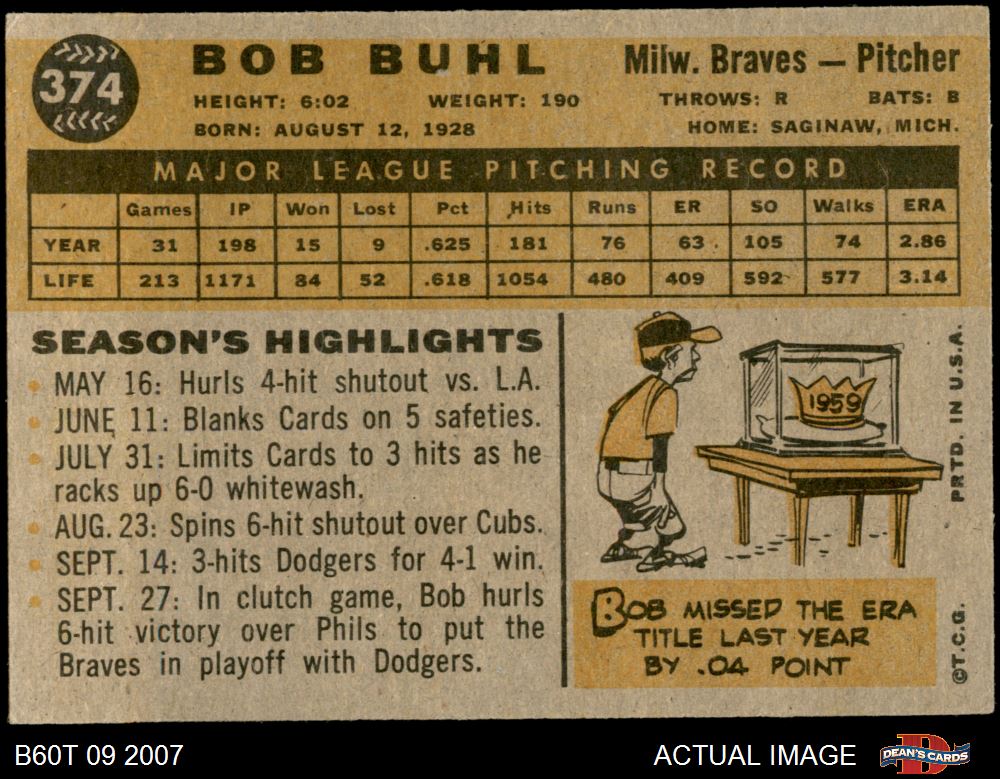 374
BOB BUHL
Milw. Braves — Pitcher
HEIGHT: 6:02 WEIGHT: 190 THROWS: R BATS: B
BORN: AUGUST 12, 1928 HOME: SAGINAW, MICH.
MAJOR LEAGUE PITCHING RECORD
Games IP Won Lost Pct Hits Runs ER SO Walks ERA
YEAR 31 198 15 9 .625 181 76 63 105 74 2.86
LIFE 213 1171 84 52 .618 1054 480 409 592 577 3.14
SEASON'S HIGHLIGHTS
• MAY 16: Hurls 4-hit shutout vs. L.A.
• JUNE 11: Blanks Cards on 5 safeties.
• JULY 31: Limits Cards to 3 hits as he
racks up 6-0 whitewash.
• AUG. 23: Spins 6-hit shutout over Cubs.
• SEPT. 14: 3-hits Dodgers for 4-1 win.
• SEPT. 27: In clutch game, Bob hurls
6-hit victory over Phils to put the
Braves in playoff with Dodgers.
1959
BOB MISSED THE ERA
TITLE LAST YEAR
BY .04 POINT
PRTD. IN U.S.A.
©T.C.G.
B60T 09 2007
ACTUAL IMAGE
DEAN'S CARDS